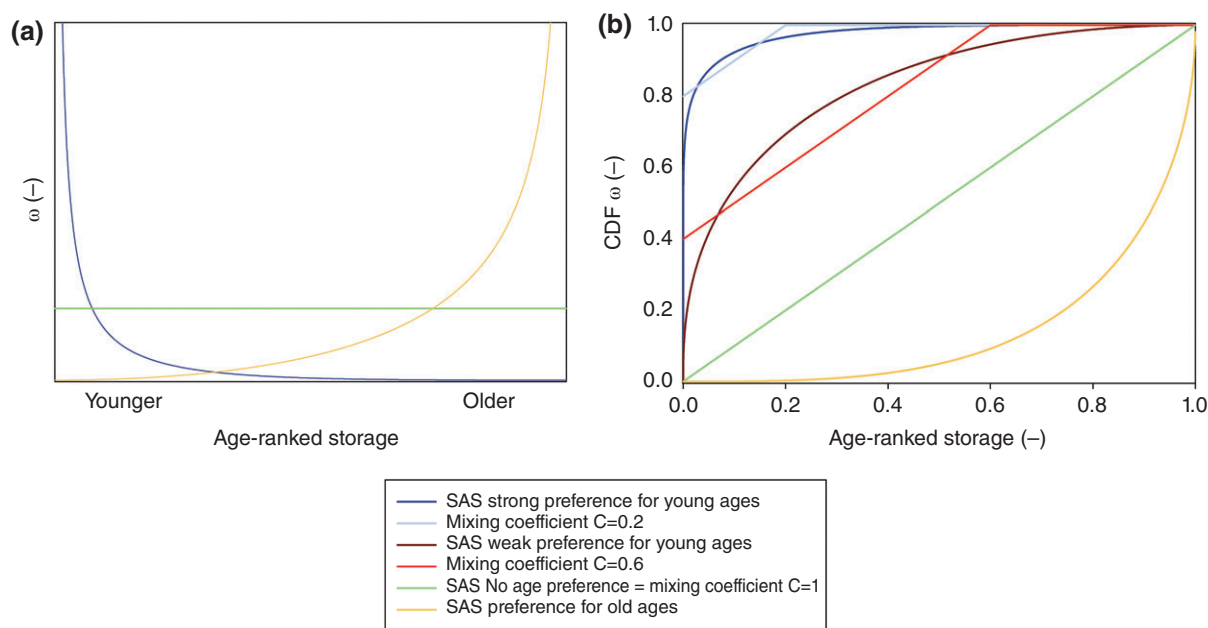 (a)
ω (–)
Younger
Older
Age-ranked storage
(b)
CDF ω (–)
1.0
0.8
0.6
0.4
0.2
0.0
0.0
0.2
0.4
0.6
0.8
1.0
Age-ranked storage (–)
SAS strong preference for young ages
Mixing coefficient C=0.2
SAS weak preference for young ages
Mixing coefficient C=0.6
SAS No age preference = mixing coefficient C=1
SAS preference for old ages